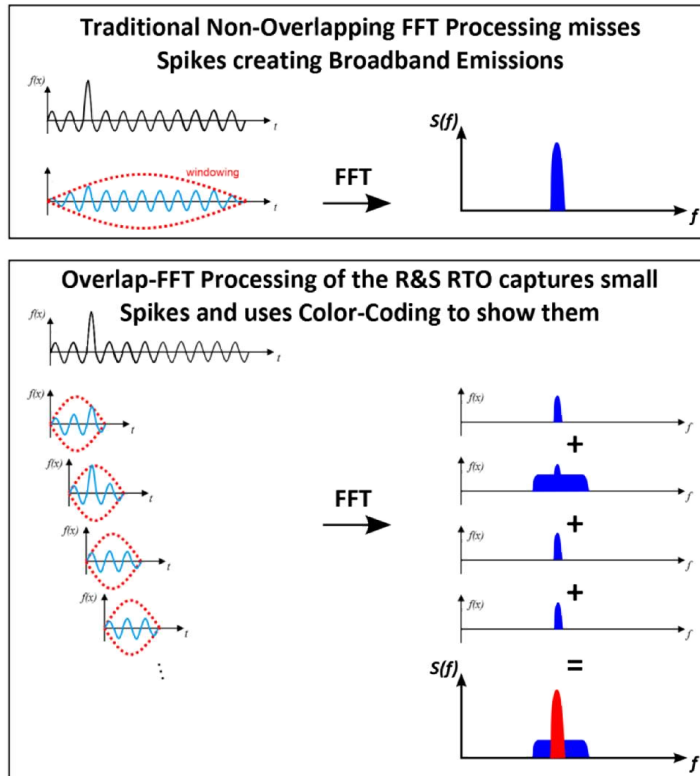 Traditional Non-Overlapping FFT Processing misses
Spikes creating Broadband Emissions
f(x)
t
S(f)
windowing
FFT
t
f
Overlap-FFT Processing of the R&S RTO captures small
Spikes and uses Color-Coding to show them
f(x)
t
f(x)
t
f(x)
f
+
f(x)
t
f(x)
f
FFT
+
f(x)
t
f(x)
f
+
f(x)
t
f(x)
f
=
S(f)
f